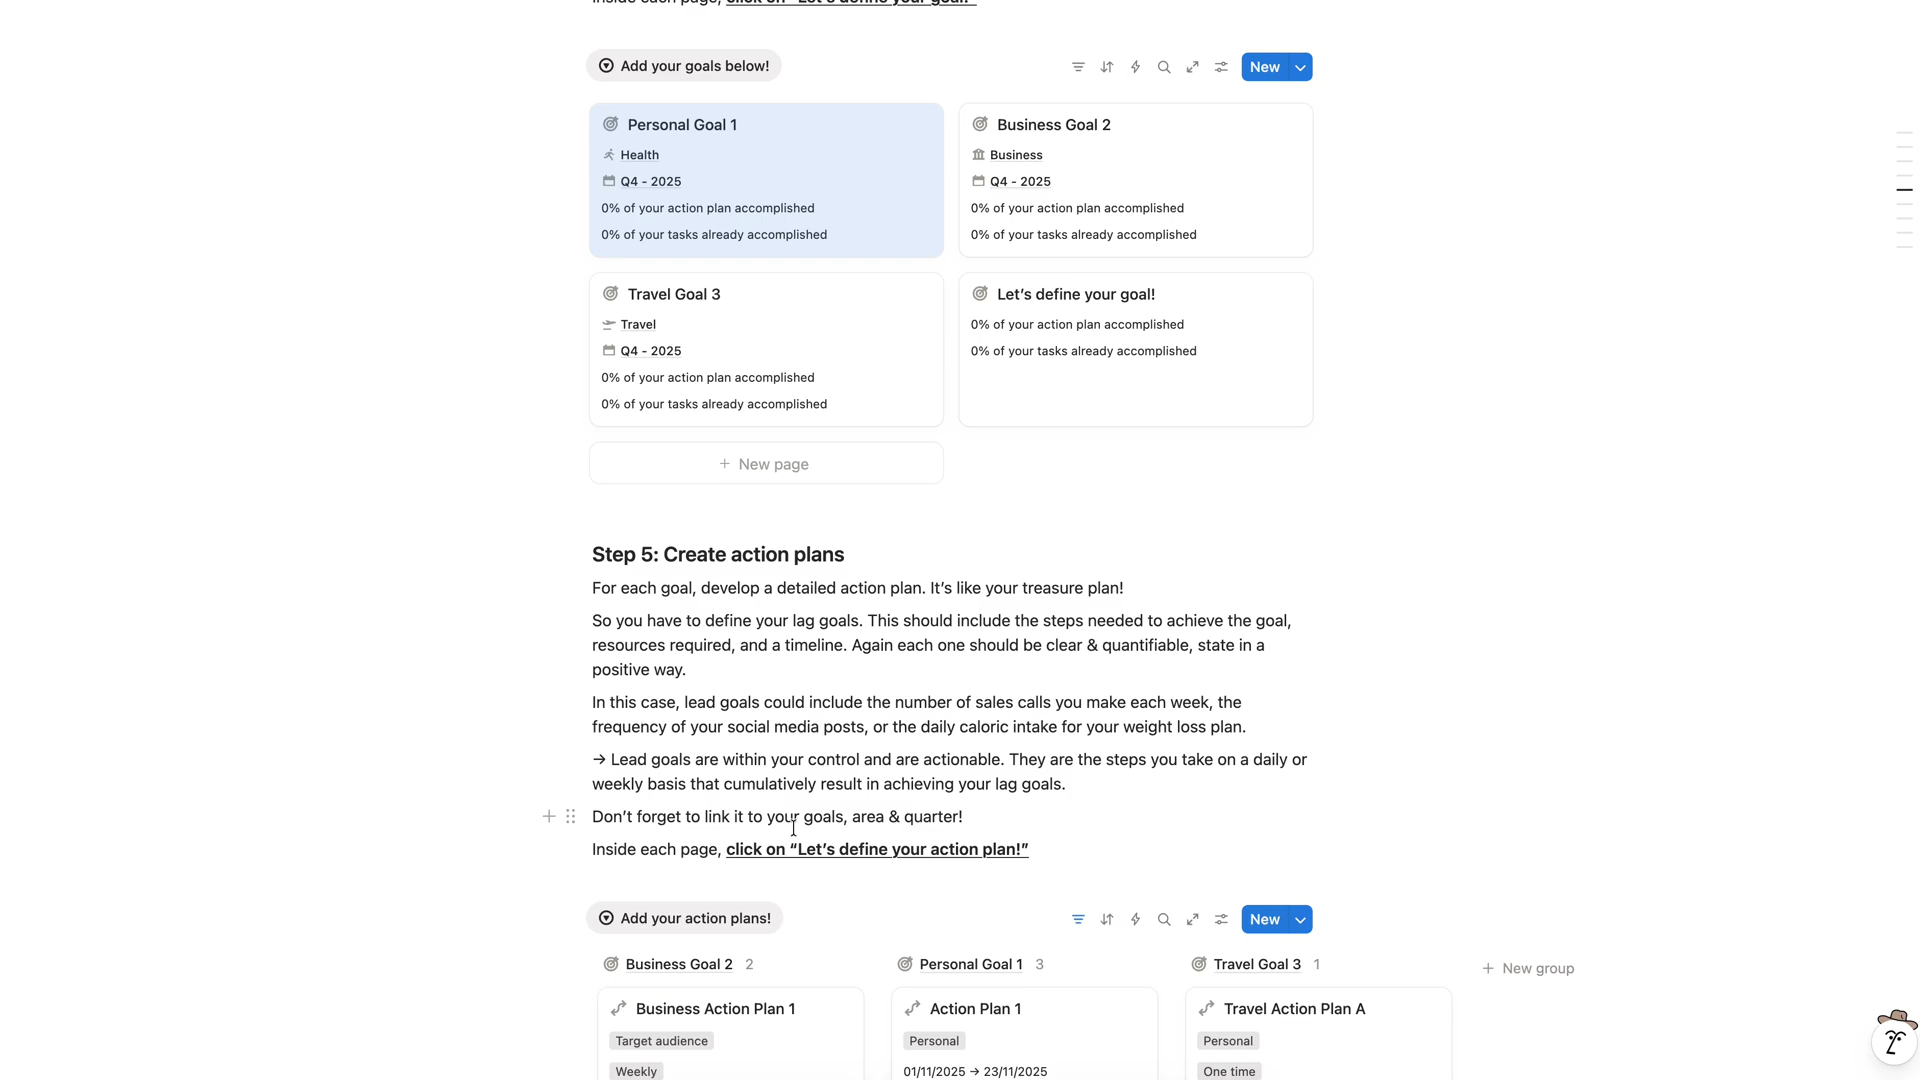 Inside each page, click on “Let’s define your goal!”
Add your goals below!
New
Personal Goal 1
Health
Q4 - 2025
0% of your action plan accomplished
0% of your tasks already accomplished
Business Goal 2
Business
Q4 - 2025
0% of your action plan accomplished
0% of your tasks already accomplished
Travel Goal 3
Travel
Q4 - 2025
0% of your action plan accomplished
0% of your tasks already accomplished
Let’s define your goal!
0% of your action plan accomplished
0% of your tasks already accomplished
+ New page
Step 5: Create action plans
For each goal, develop a detailed action plan. It’s like your treasure plan!
So you have to define your lag goals. This should include the steps needed to achieve the goal,
resources required, and a timeline. Again each one should be clear & quantifiable, state in a
positive way.
In this case, lead goals could include the number of sales calls you make each week, the
frequency of your social media posts, or the daily caloric intake for your weight loss plan.
→ Lead goals are within your control and are actionable. They are the steps you take on a daily or
weekly basis that cumulatively result in achieving your lag goals.
Don’t forget to link it to your goals, area & quarter!
Inside each page, click on “Let’s define your action plan!”
Add your action plans!
New
Business Goal 2 2
Personal Goal 1 3
Travel Goal 3 1
+ New group
Business Action Plan 1
Target audience
Weekly
Action Plan 1
Personal
01/11/2025 → 23/11/2025
Travel Action Plan A
Personal
One time